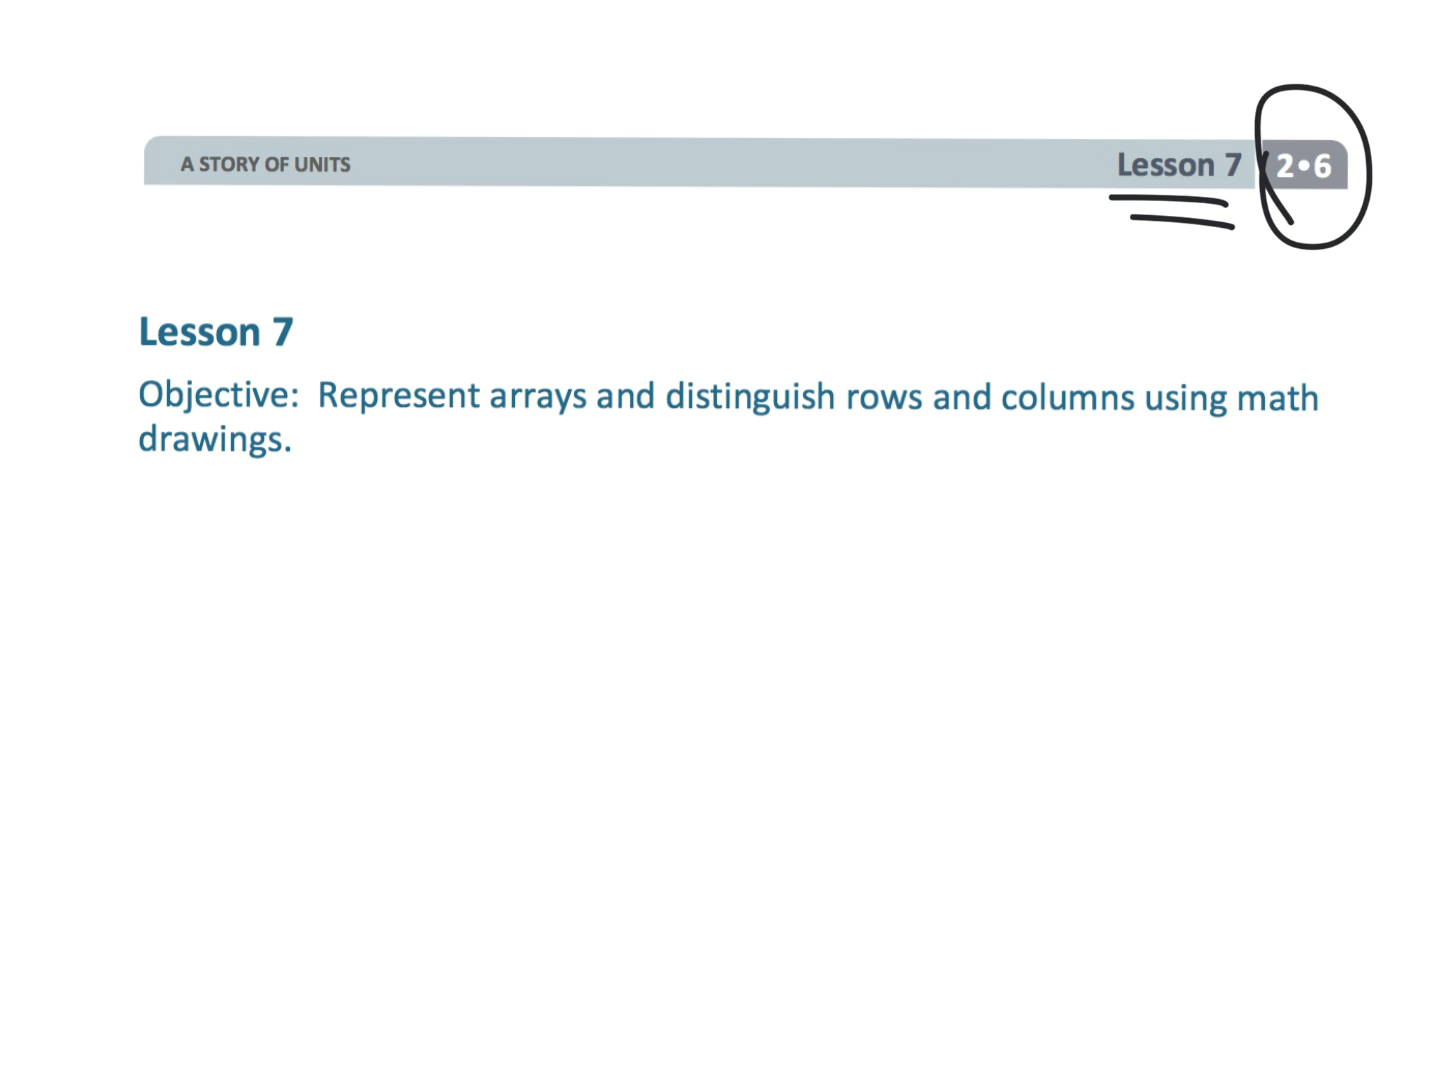 A STORY OF UNITS
Lesson 7
2•6
Lesson 7
Objective: Represent arrays and distinguish rows and columns using math
drawings.